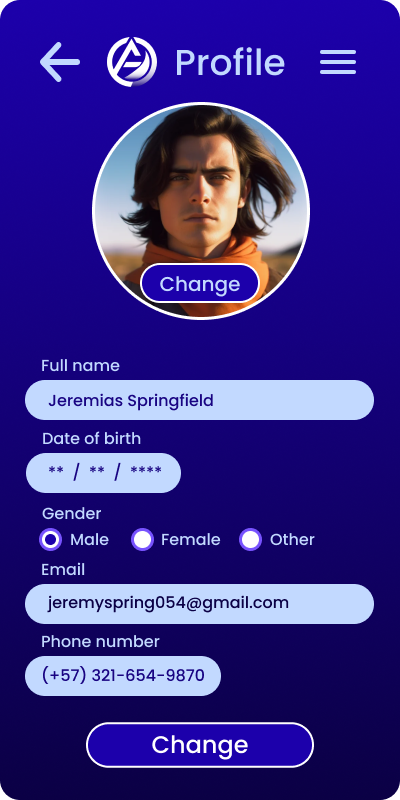 Profile
Change
Full name
Jeremias Springfield
Date of birth
** / ** / ****
Gender
Male Female Other
Email
jeremyspring054@gmail.com
Phone number
(+57) 321-654-9870
Change